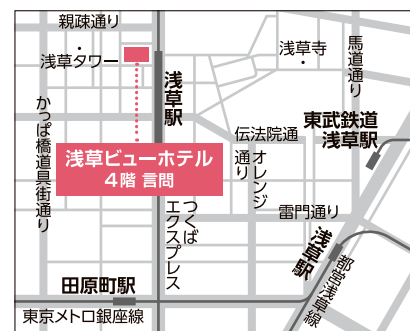 親疎通り
浅草タワー
浅草駅
浅草寺
馬道通り
かっぱ橋道具街通り
伝法院通
東武鉄道
浅草駅
浅草ビューホテル
4階 言問
オレンジ
通り
つくば
エクスプレス
雷門通り
浅草駅
都営浅草線
田原町駅
東京メトロ銀座線